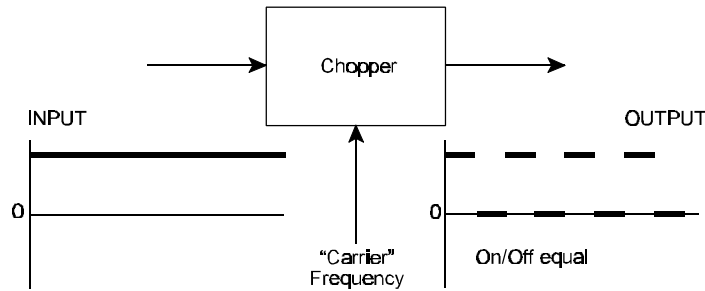 Chopper
INPUT
OUTPUT
0
0
“Carrier”
Frequency
On/Off equal